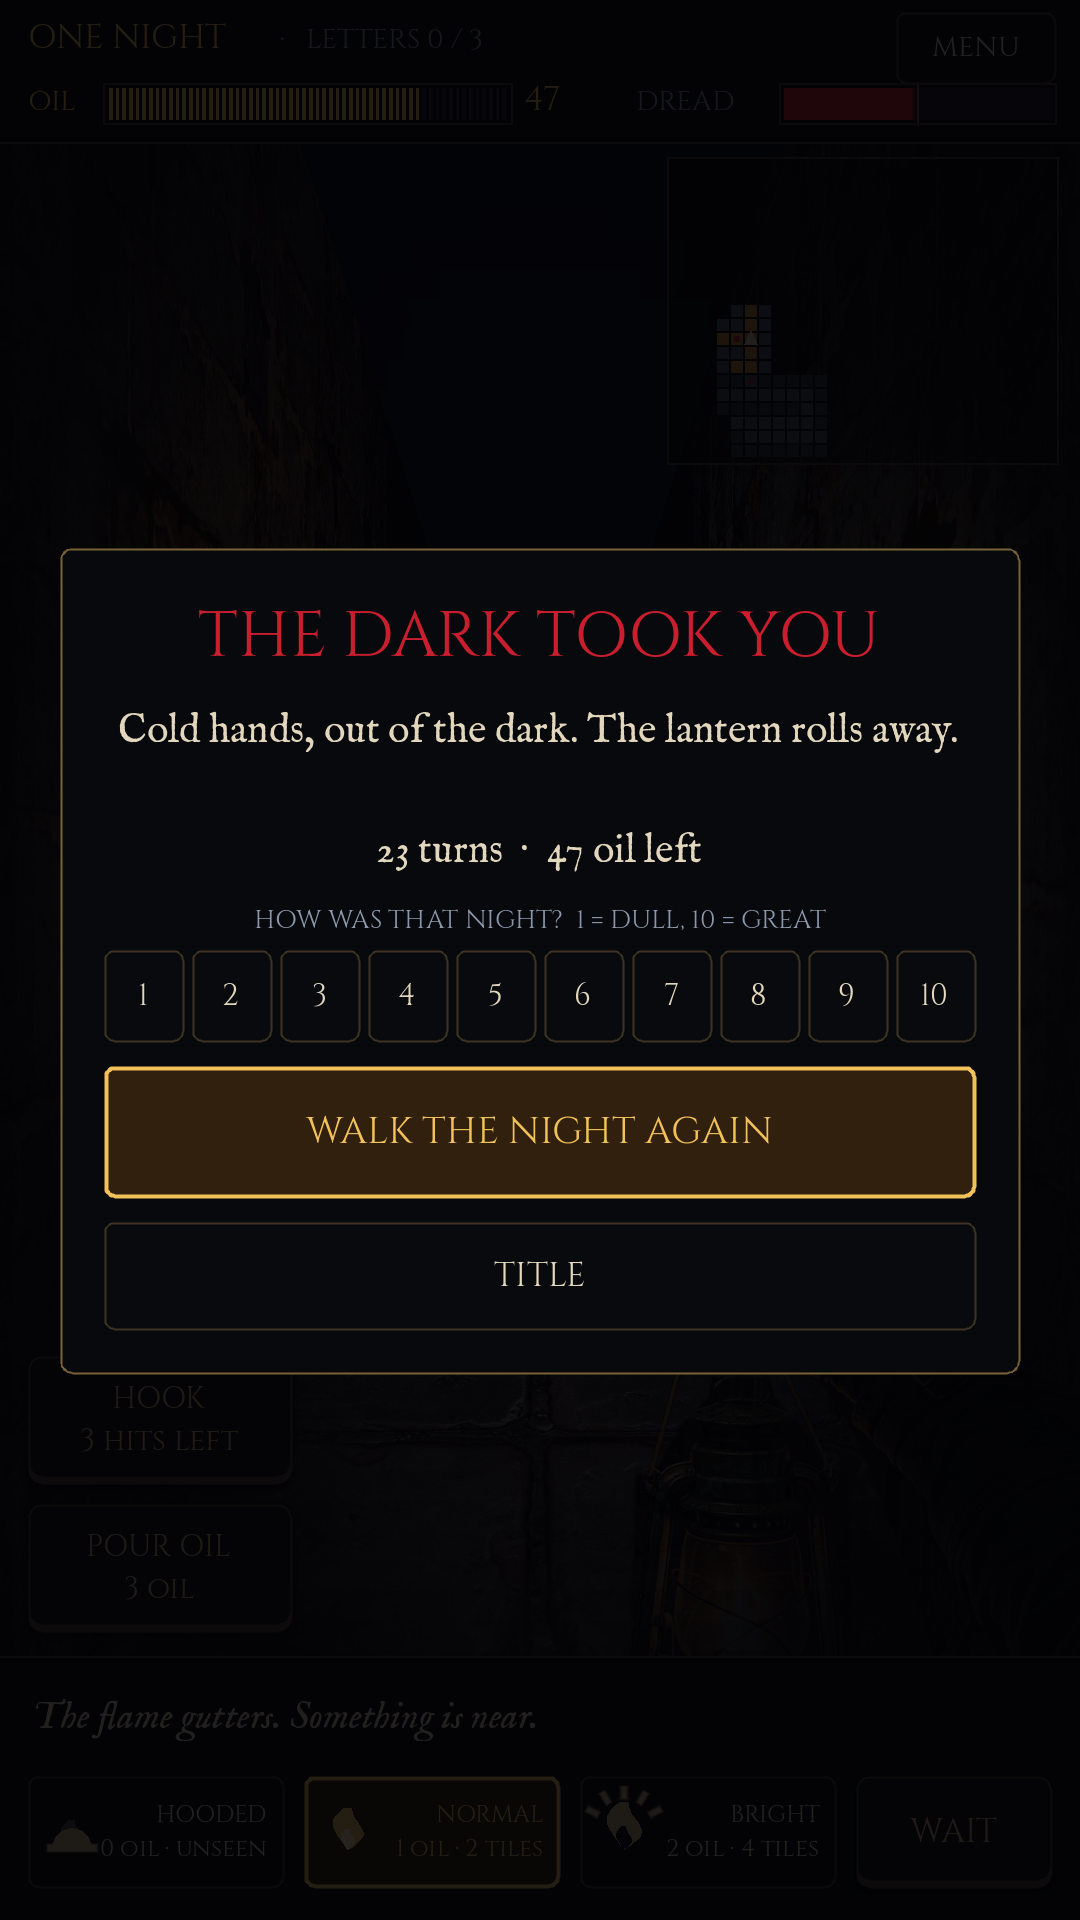 ONE NIGHT · LETTERS 0 / 3
MENU
OIL 47 DREAD
THE DARK TOOK YOU
Cold hands, out of the dark. The lantern rolls away.
23 turns · 47 oil left
HOW WAS THAT NIGHT? 1 = DULL, 10 = GREAT
1 2 3 4 5 6 7 8 9 10
WALK THE NIGHT AGAIN
TITLE
HOOK
3 HITS LEFT
POUR OIL
3 OIL
The flame gutters. Something is near.
HOODED
0 OIL · UNSEEN
NORMAL
1 OIL · 2 TILES
BRIGHT
2 OIL · 4 TILES
WAIT